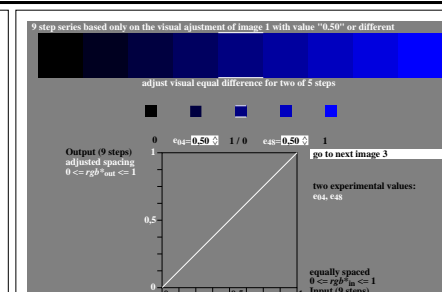 9 step series based only on the visual ajustment of image 1 with value "0.50" or different
adjust visual equal difference for two of 5 steps
0 e04=0,50 1 / 0 e48=0,50 1
Output (9 steps)
adjusted spacing
0 <= rgb*out <= 1
1
go to next image 3
two experimental values:
e04, e48
0,5
equally spaced
0 <= rgb*in <= 1
Input (9 steps)
0